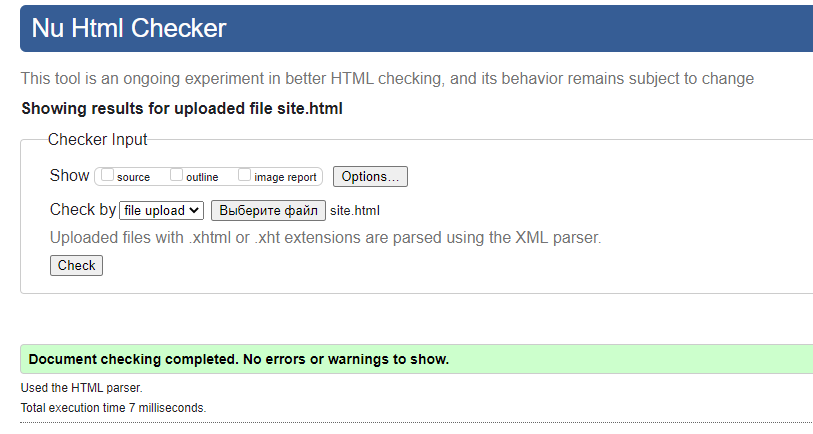 Nu Html Checker
This tool is an ongoing experiment in better HTML checking, and its behavior remains subject to change
Showing results for uploaded file site.html
Checker Input
Show source outline image report Options...
Check by file upload Выберите файл site.html
Uploaded files with .xhtml or .xht extensions are parsed using the XML parser.
Check
Document checking completed. No errors or warnings to show.
Used the HTML parser.
Total execution time 7 milliseconds.